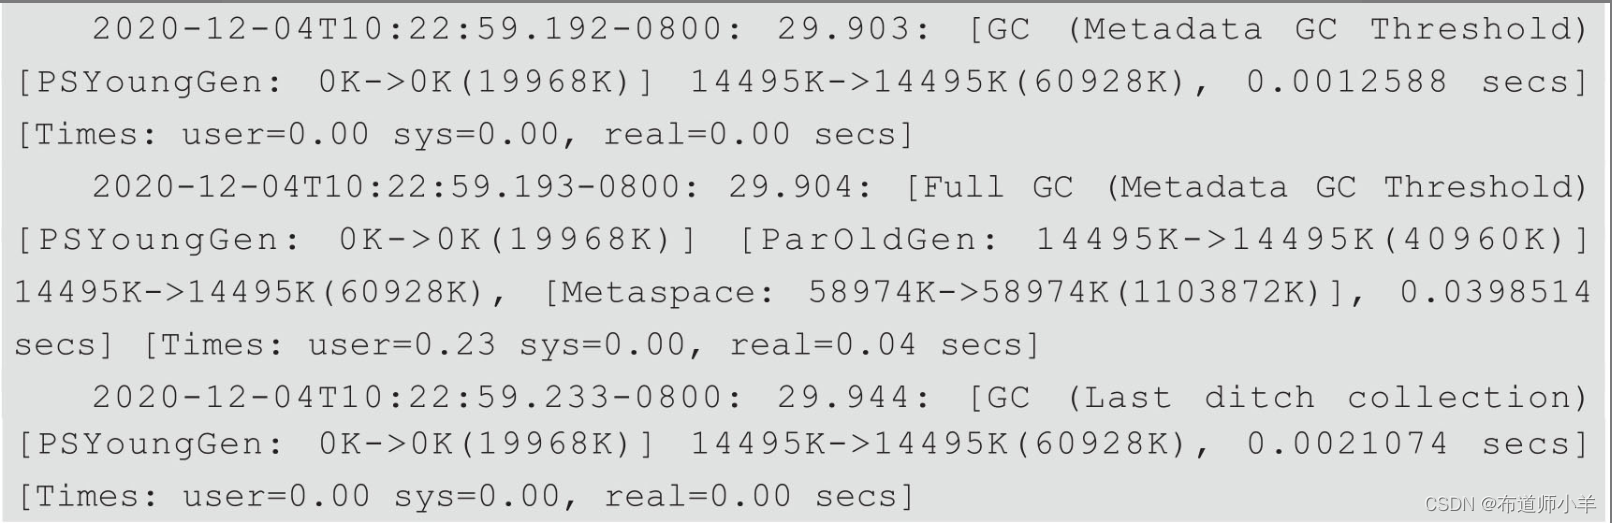 2020-12-04T10:22:59.192-0800: 29.903: [GC (Metadata GC Threshold)
[PSYoungGen: 0K->0K(19968K)] 14495K->14495K(60928K), 0.0012588 secs]
[Times: user=0.00 sys=0.00, real=0.00 secs]
2020-12-04T10:22:59.193-0800: 29.904: [Full GC (Metadata GC Threshold)
[PSYoungGen: 0K->0K(19968K)] [ParOldGen: 14495K->14495K(40960K)]
14495K->14495K(60928K), [Metaspace: 58974K->58974K(1103872K)], 0.0398514
secs] [Times: user=0.23 sys=0.00, real=0.04 secs]
2020-12-04T10:22:59.233-0800: 29.944: [GC (Last ditch collection)
[PSYoungGen: 0K->0K(19968K)] 14495K->14495K(60928K), 0.0021074 secs]
[Times: user=0.00 sys=0.00, real=0.00 secs]
CSDN @布道师小羊